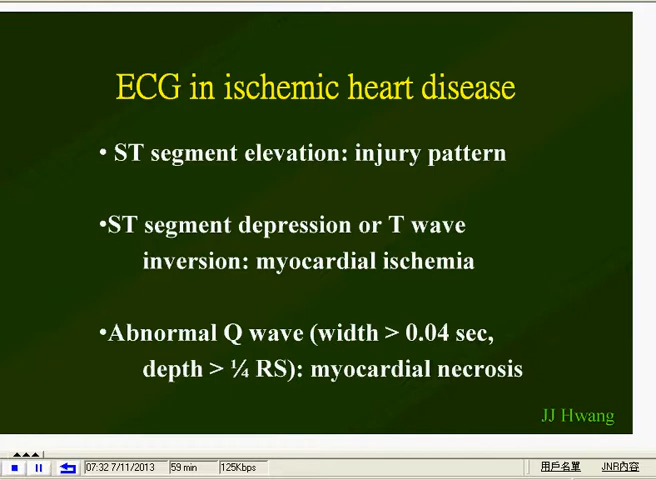 ECG in ischemic heart disease
• ST segment elevation: injury pattern
•ST segment depression or T wave
inversion: myocardial ischemia
•Abnormal Q wave (width > 0.04 sec,
depth > ¼ RS): myocardial necrosis
JJ Hwang
07:32 7/11/2013 59 min 125Kbps 用戶名單 JNR內容